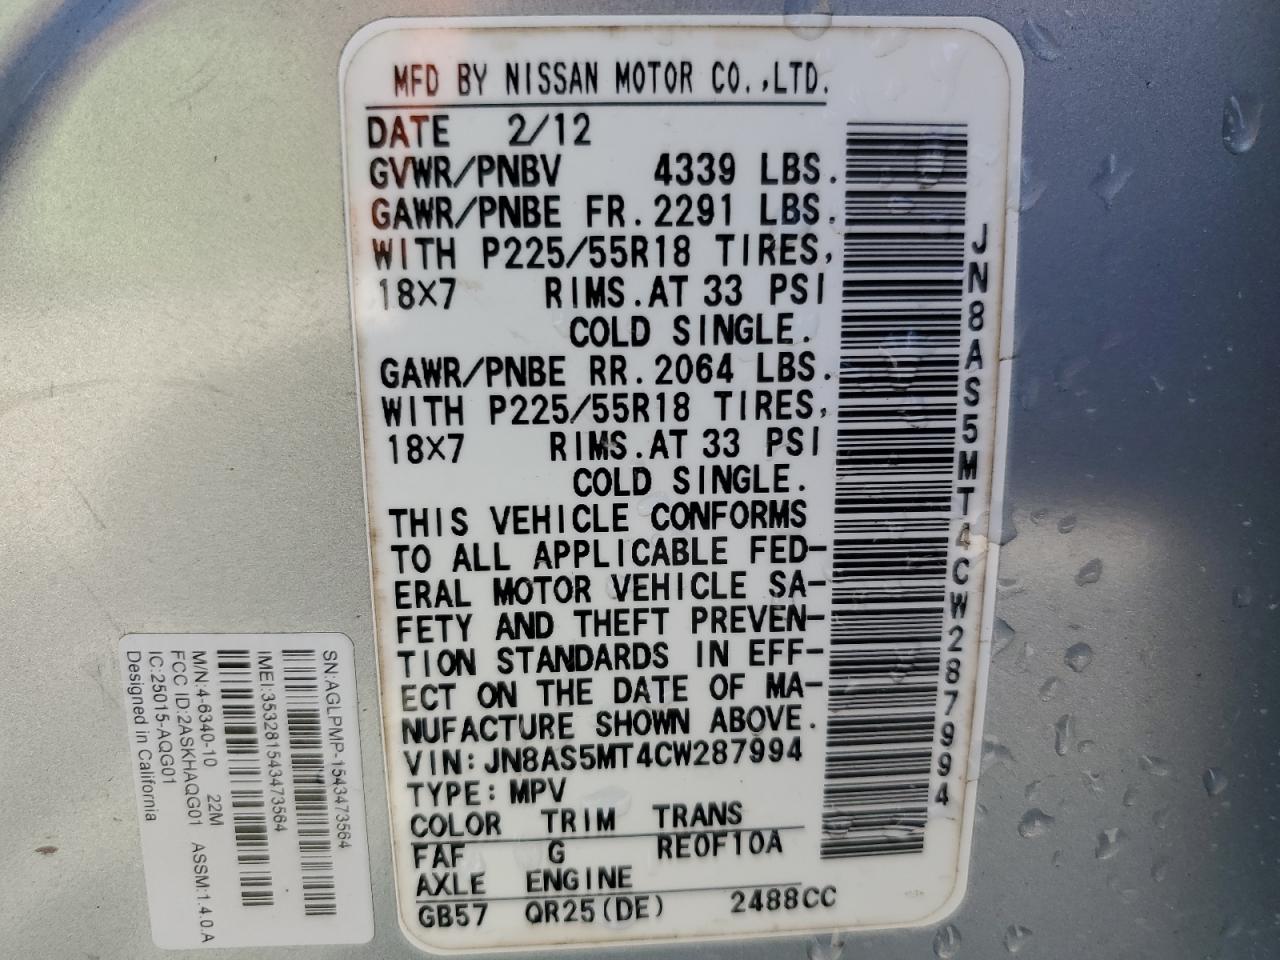 MFD BY NISSAN MOTOR CO.,LTD.
DATE 2/12
GVWR/PNBV 4339 LBS.
GAWR/PNBE FR.2291 LBS.
WITH P225/55R18 TIRES,
18X7 RIMS.AT 33 PSI
COLD SINGLE.
GAWR/PNBE RR.2064 LBS.
WITH P225/55R18 TIRES,
18X7 RIMS.AT 33 PSI
COLD SINGLE.
THIS VEHICLE CONFORMS
TO ALL APPLICABLE FED-
ERAL MOTOR VEHICLE SA-
FETY AND THEFT PREVEN-
TION STANDARDS IN EFF-
ECT ON THE DATE OF MA-
NUFACTURE SHOWN ABOVE.
VIN:JN8AS5MT4CW287994
TYPE:MPV
COLOR TRIM TRANS
FAF G RE0F10A
AXLE ENGINE
GB57 QR25(DE) 2488CC
JN8AS5MT4CW287994
SN:AGLPMP-1543473564
IMEI:353281543473564
M/N:4-6340-10 22M
FCC ID:2ASKHAQG01 ASSM:1.4.0.A
IC:25015-AQG01
Designed in California